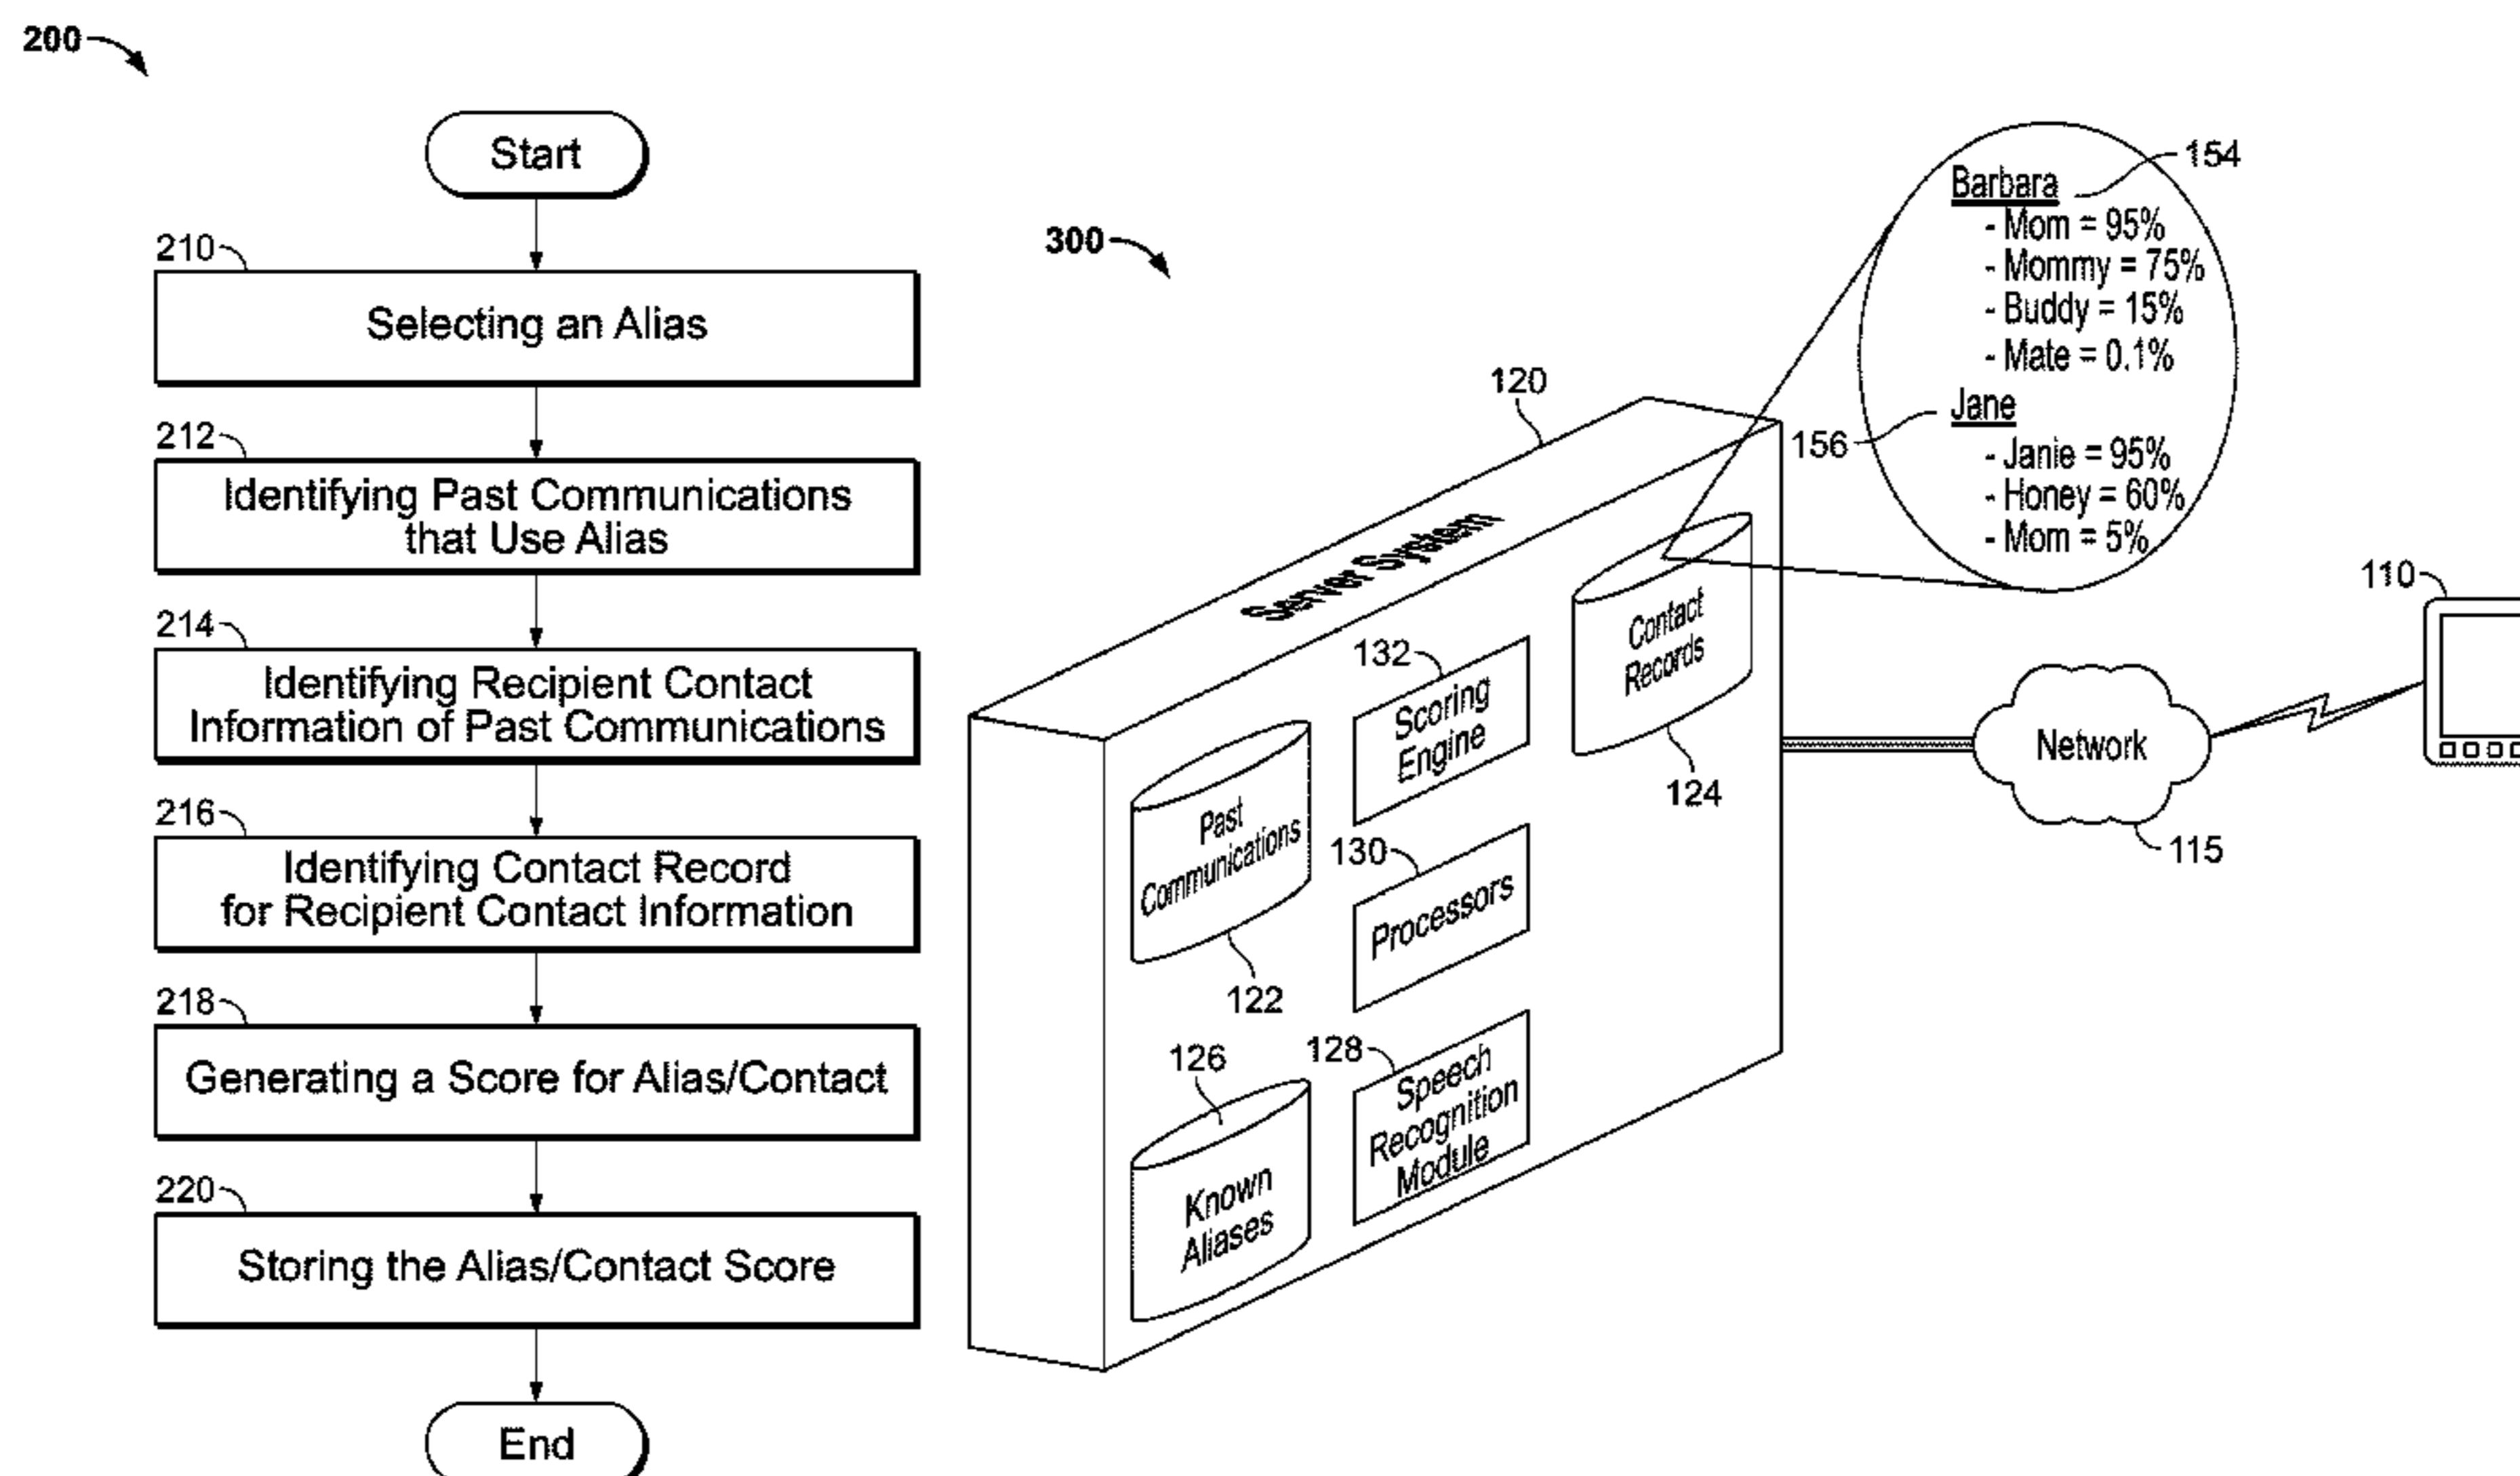 200
Start
210
Selecting an Alias
212
Identifying Past Communications
that Use Alias
214
Identifying Recipient Contact
Information of Past Communications
216
Identifying Contact Record
for Recipient Contact Information
218
Generating a Score for Alias/Contact
220
Storing the Alias/Contact Score
End
300
120
Server System
Past
Communications
122
126
Known
Aliases
132
Scoring
Engine
130
Processors
128
Speech
Recognition
Module
Contact
Records
124
154
Barbara
- Mom = 95%
- Mommy = 75%
- Buddy = 15%
- Mate = 0.1%
156
Jane
- Janie = 95%
- Honey = 60%
- Mom = 5%
Network
115
110